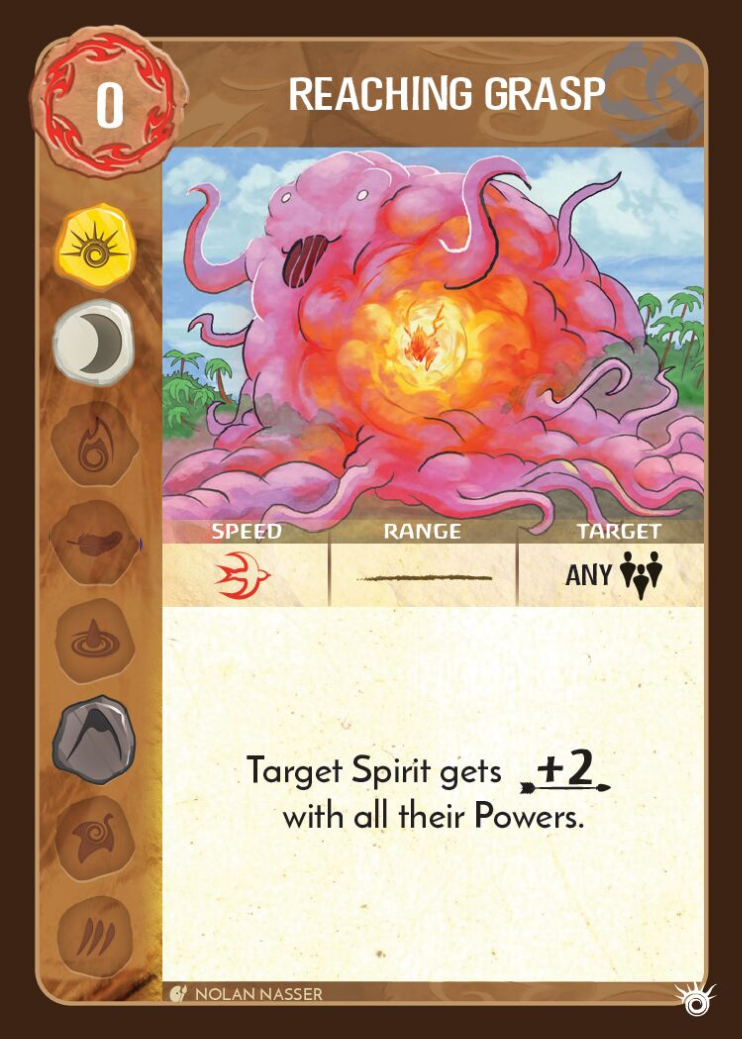 0
REACHING GRASP
SPEED RANGE TARGET
ANY
Target Spirit gets +2
with all their Powers.
NOLAN NASSER